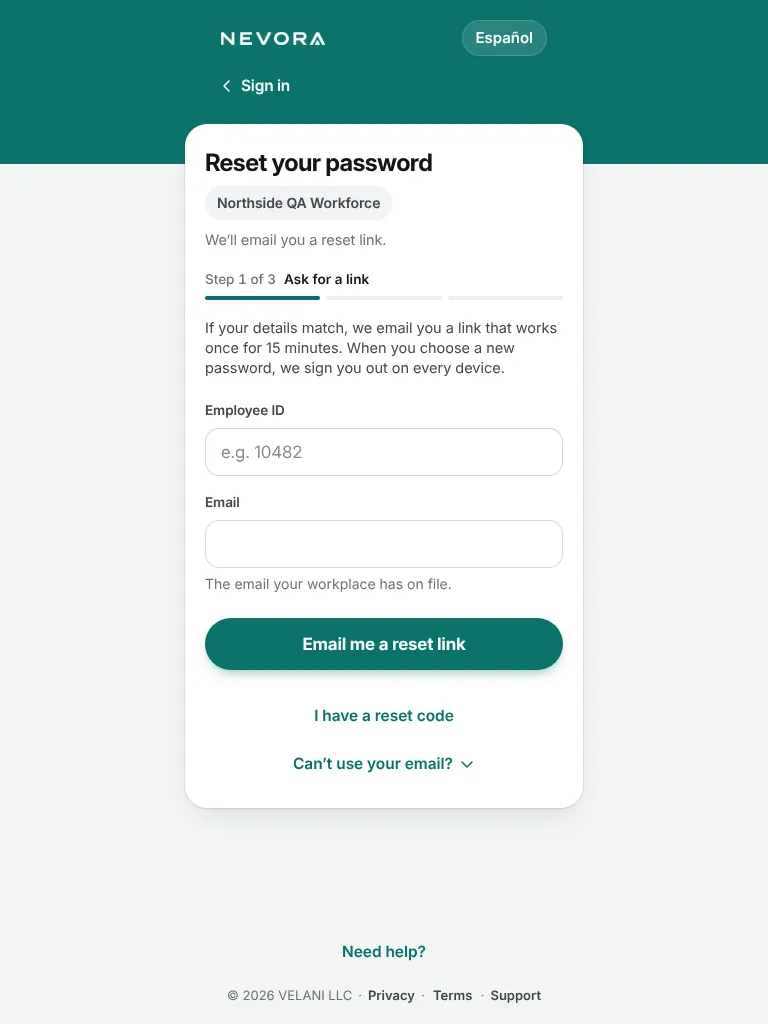 NEVORA
Español
Sign in
Reset your password
Northside QA Workforce
We’ll email you a reset link.
Step 1 of 3 Ask for a link
If your details match, we email you a link that works
once for 15 minutes. When you choose a new
password, we sign you out on every device.
Employee ID
e.g. 10482
Email
The email your workplace has on file.
Email me a reset link
I have a reset code
Can’t use your email?
Need help?
© 2026 VELANI LLC · Privacy · Terms · Support